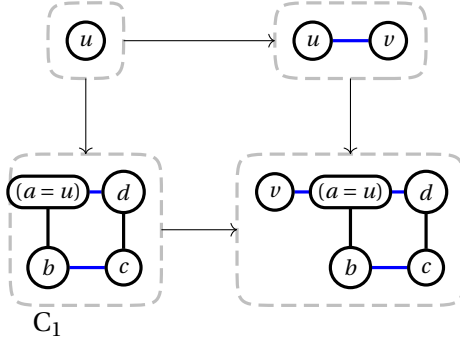 u u v
(a = u) d v (a = u) d
b c b c
C₁